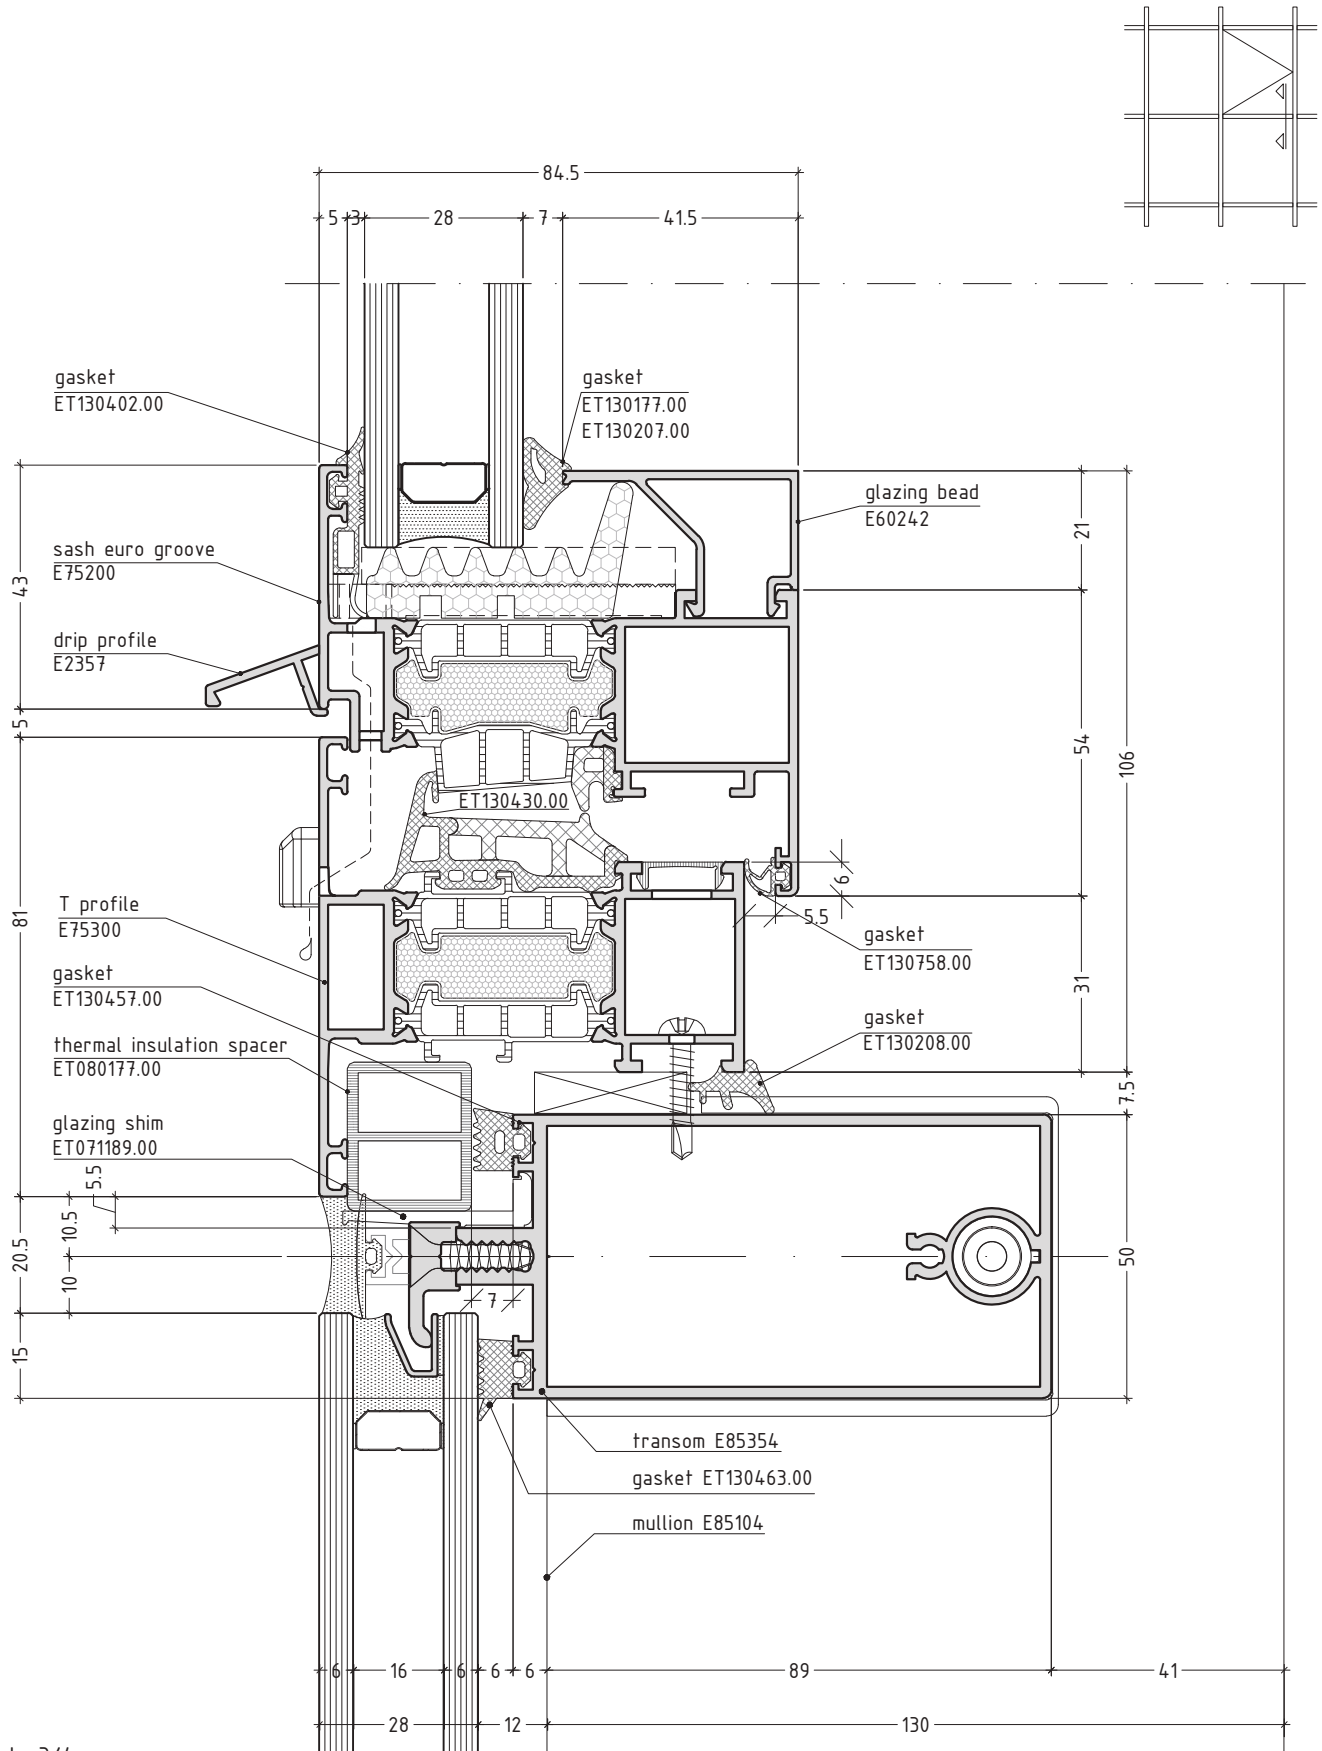 84.5
5 3 28 7 41.5
gasket
ET130402.00
gasket
ET130177.00
ET130207.00
glazing bead
E60242
21
sash euro groove
E75200
43
drip profile
E2357
5
54
106
ET130430.00
6
5.5
T profile
E75300
81
gasket
ET130758.00
gasket
ET130457.00
31
gasket
ET130208.00
thermal insulation spacer
ET080177.00
7.5
glazing shim
ET071189.00
5.5
10.5
20.5
10
50
7
15
transom E85354
gasket ET130463.00
mullion E85104
6 16 6 6 6 89 41
28 12 130